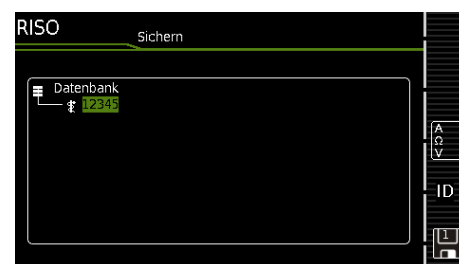 RISO
Sichern
Datenbank
12345
A
Ω
V
ID
1